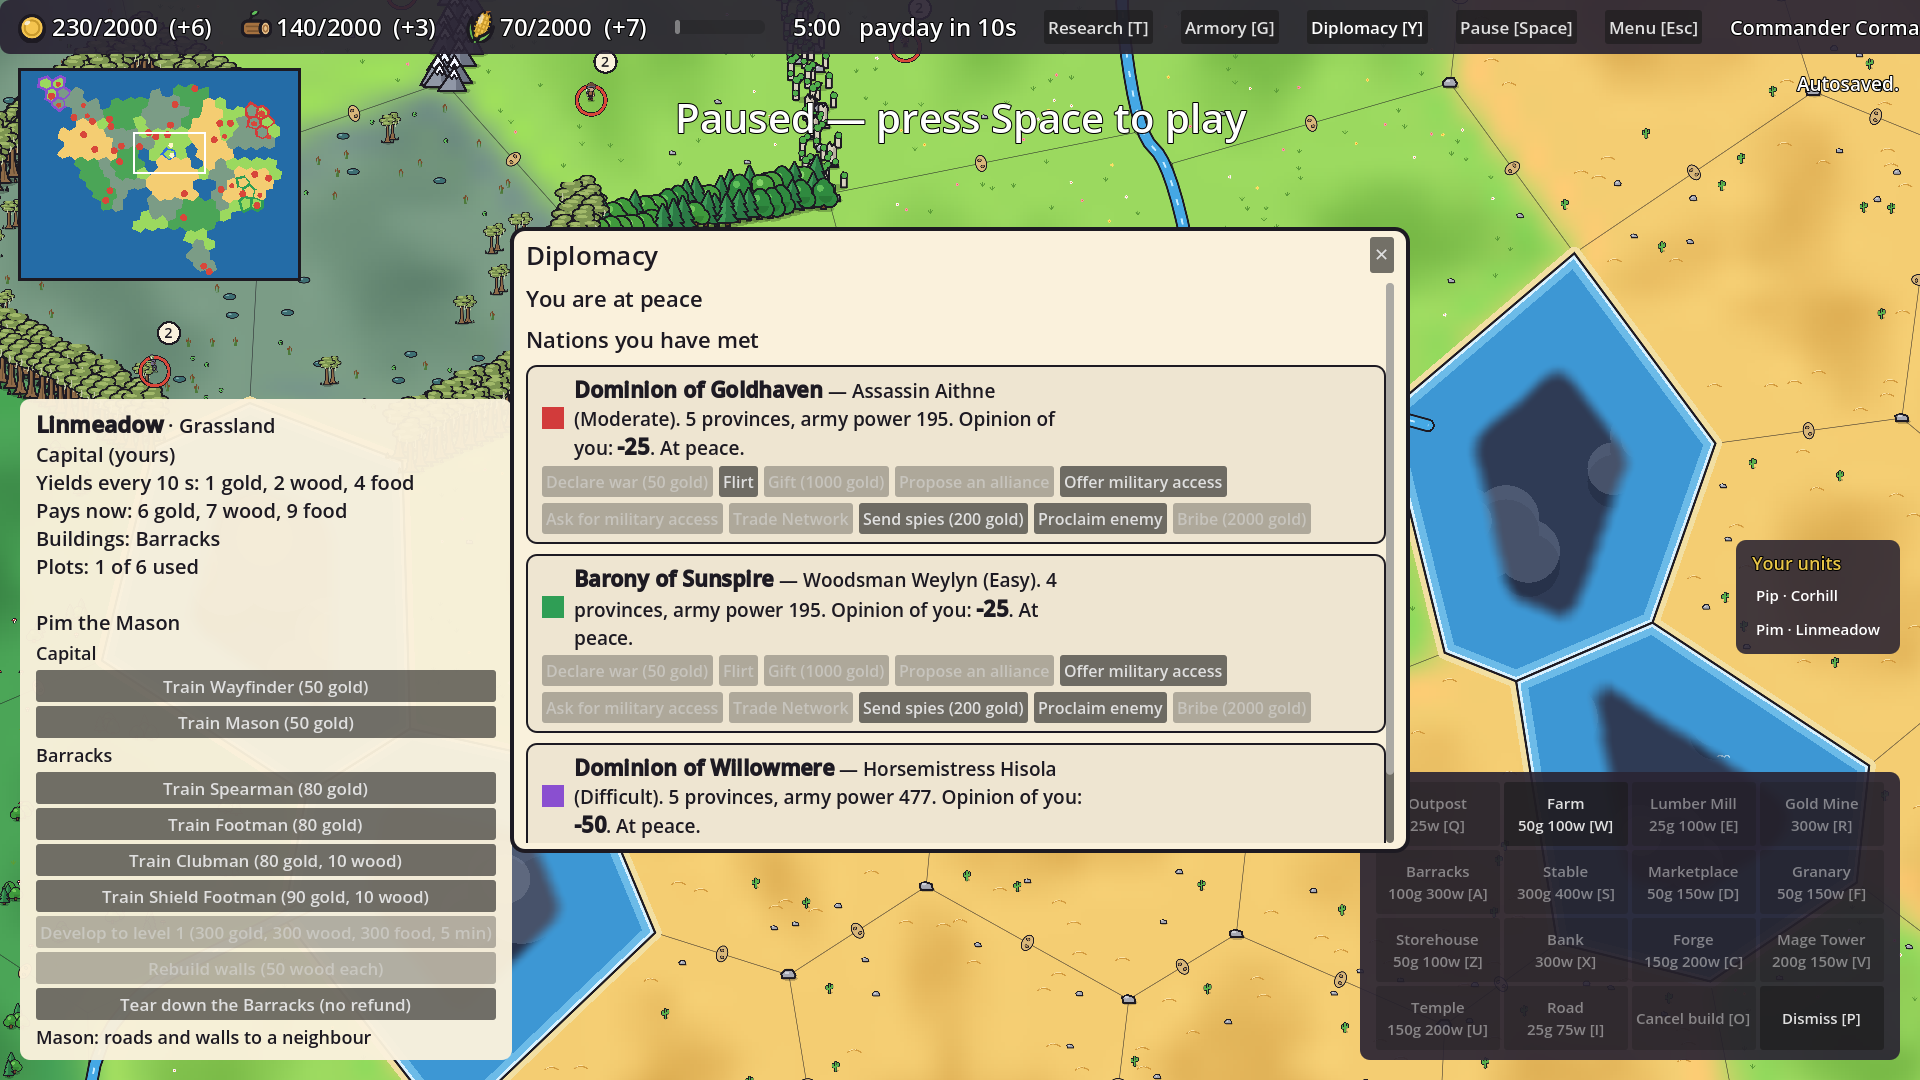 230/2000 (+6) 140/2000 (+3) 70/2000 (+7) 5:00 payday in 10s Research [T] Armory [G] Diplomacy [Y] Pause [Space] Menu [Esc] Commander Corma
Autosaved.
2
Paused — press Space to play
2
Linmeadow · Grassland
Capital (yours)
Yields every 10 s: 1 gold, 2 wood, 4 food
Pays now: 6 gold, 7 wood, 9 food
Buildings: Barracks
Plots: 1 of 6 used
Pim the Mason
Capital
Train Wayfinder (50 gold)
Train Mason (50 gold)
Barracks
Train Spearman (80 gold)
Train Footman (80 gold)
Train Clubman (80 gold, 10 wood)
Train Shield Footman (90 gold, 10 wood)
Develop to level 1 (300 gold, 300 wood, 300 food, 5 min)
Rebuild walls (50 wood each)
Tear down the Barracks (no refund)
Mason: roads and walls to a neighbour
Diplomacy
×
You are at peace
Nations you have met
Dominion of Goldhaven — Assassin Aithne
(Moderate). 5 provinces, army power 195. Opinion of
you: -25. At peace.
Declare war (50 gold) Flirt Gift (1000 gold) Propose an alliance Offer military access
Ask for military access Trade Network Send spies (200 gold) Proclaim enemy Bribe (2000 gold)
Barony of Sunspire — Woodsman Weylyn (Easy). 4
provinces, army power 195. Opinion of you: -25. At
peace.
Declare war (50 gold) Flirt Gift (1000 gold) Propose an alliance Offer military access
Ask for military access Trade Network Send spies (200 gold) Proclaim enemy Bribe (2000 gold)
Dominion of Willowmere — Horsemistress Hisola
(Difficult). 5 provinces, army power 477. Opinion of you:
-50. At peace.
Your units
Pip · Corhill
Pim · Linmeadow
Outpost Farm Lumber Mill Gold Mine
25w [Q] 50g 100w [W] 25g 100w [E] 300w [R]
Barracks Stable Marketplace Granary
100g 300w [A] 300g 400w [S] 50g 150w [D] 50g 150w [F]
Storehouse Bank Forge Mage Tower
50g 100w [Z] 300w [X] 150g 200w [C] 200g 150w [V]
Temple Road Cancel build [O] Dismiss [P]
150g 200w [U] 25g 75w [I]